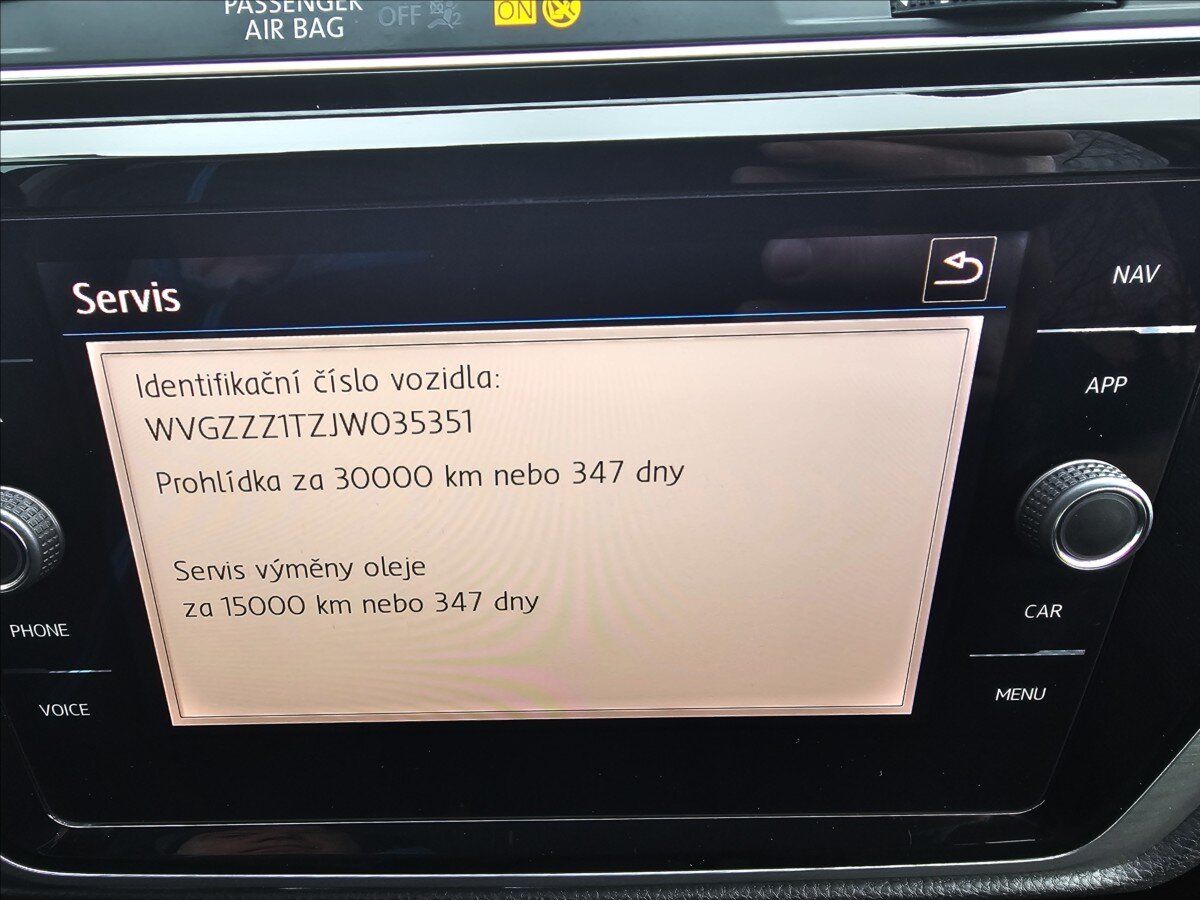 PASSENGER
AIR BAG
OFF
ON
Servis
NAV
Identifikační číslo vozidla:
WVGZZZ1TZJW035351
APP
Prohlídka za 30000 km nebo 347 dny
Servis výměny oleje
za 15000 km nebo 347 dny
CAR
PHONE
MENU
VOICE